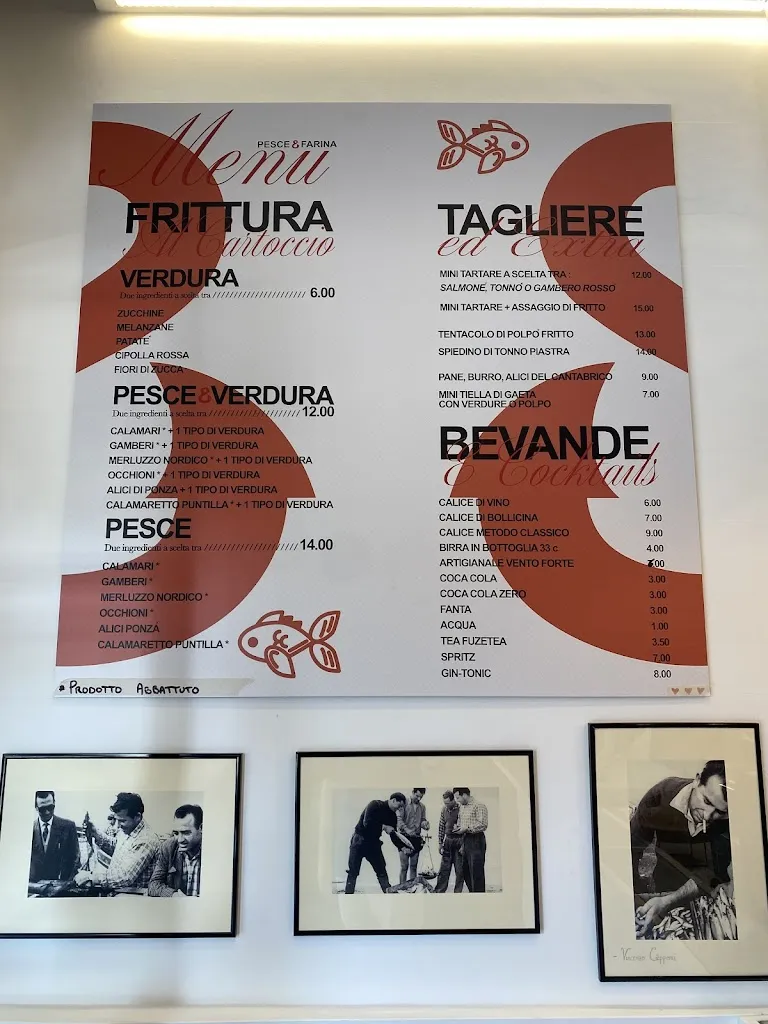 Menu
PESCE & FARINA
FRITTURA
Al Cartoccio
VERDURA
Due ingredienti a scelta tra //////////////////////// 6.00
ZUCCHINE
MELANZANE
PATATE
CIPOLLA ROSSA
FIORI DI ZUCCA
PESCE & VERDURA
Due ingredienti a scelta tra //////////////////////// 12.00
CALAMARI * + 1 TIPO DI VERDURA
GAMBERI * + 1 TIPO DI VERDURA
MERLUZZO NORDICO * + 1 TIPO DI VERDURA
OCCHIONI * + 1 TIPO DI VERDURA
ALICI DI PONZA + 1 TIPO DI VERDURA
CALAMARETTO PUNTILLA * + 1 TIPO DI VERDURA
PESCE
Due ingredienti a scelta tra //////////////////////// 14.00
CALAMARI *
GAMBERI *
MERLUZZO NORDICO *
OCCHIONI *
ALICI PONZA
CALAMARETTO PUNTILLA *
* PRODOTTO ABBATTUTO
TAGLIERE
ed Extra
MINI TARTARE A SCELTA TRA : 12.00
SALMONE, TONNO O GAMBERO ROSSO
MINI TARTARE + ASSAGGIO DI FRITTO 15.00
TENTACOLO DI POLPO FRITTO 13.00
SPIEDINO DI TONNO PIASTRA 14.00
PANE, BURRO, ALICI DEL CANTABRICO 9.00
MINI TIELLA DI GAETA 7.00
CON VERDURE O POLPO
BEVANDE
& Cocktails
CALICE DI VINO 6.00
CALICE DI BOLLICINA 7.00
CALICE METODO CLASSICO 9.00
BIRRA IN BOTTOGLIA 33 c 4.00
ARTIGIANALE VENTO FORTE .00
COCA COLA 3.00
COCA COLA ZERO 3.00
FANTA 3.00
ACQUA 1.00
TEA FUZETEA 3.50
SPRITZ 7.00
GIN-TONIC 8.00